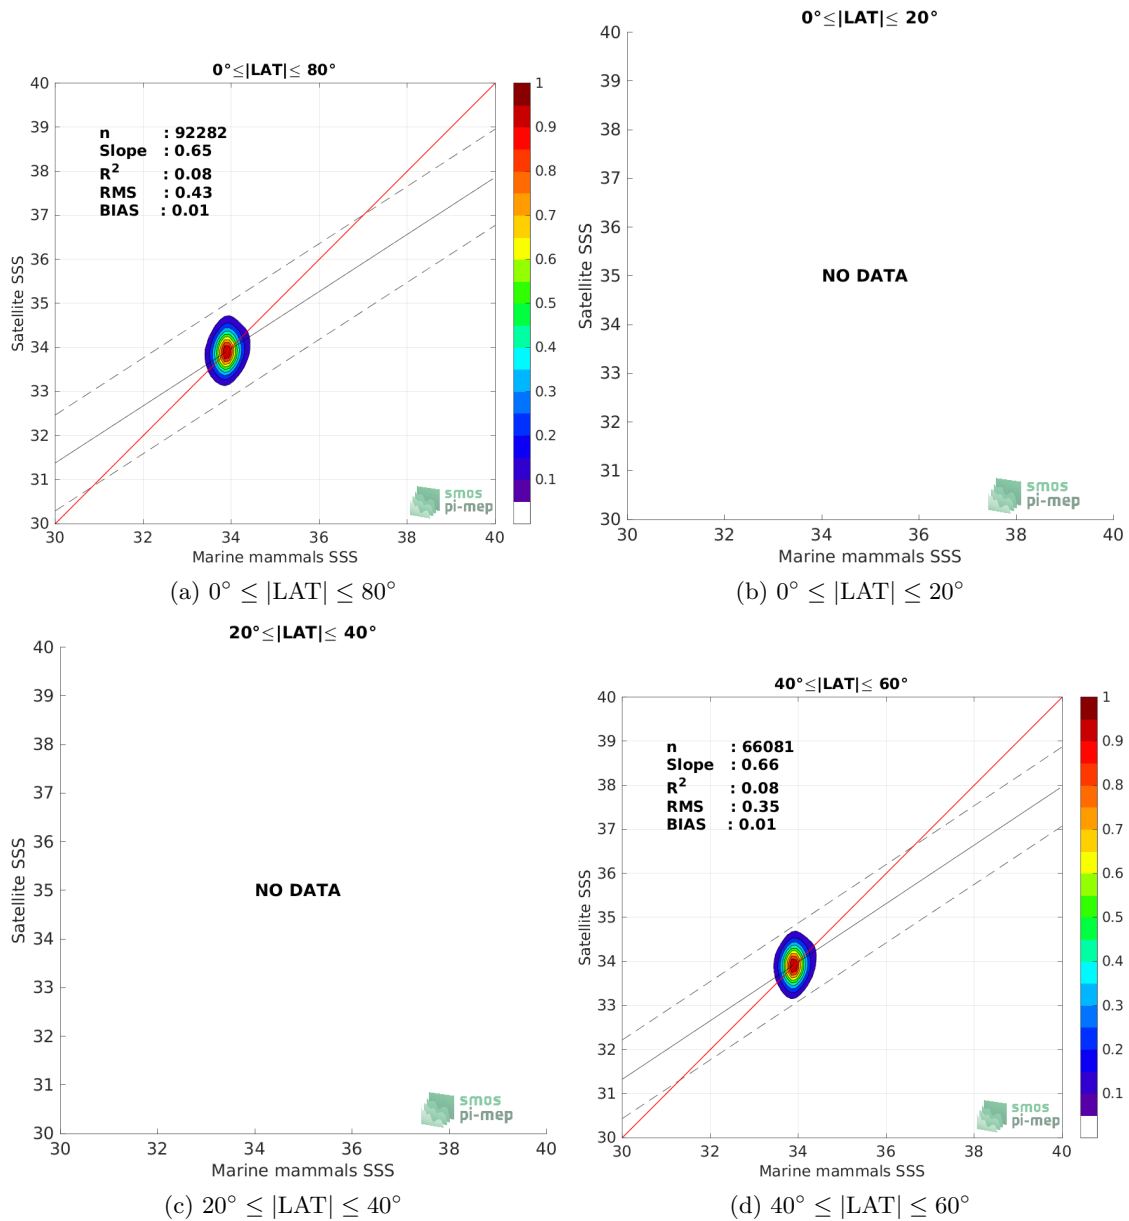 0°≤|LAT|≤ 80°
40
39
38
37
36
35
34
33
32
31
30
Satellite SSS
n : 92282
Slope : 0.65
R² : 0.08
RMS : 0.43
BIAS : 0.01
smos
pi-mep
30 32 34 36 38 40
Marine mammals SSS
1
0.9
0.8
0.7
0.6
0.5
0.4
0.3
0.2
0.1
(a) 0° ≤ |LAT| ≤ 80°
0°≤|LAT|≤ 20°
40
39
38
37
36
35
34
33
32
31
30
Satellite SSS
NO DATA
smos
pi-mep
30 32 34 36 38 40
Marine mammals SSS
(b) 0° ≤ |LAT| ≤ 20°
20°≤|LAT|≤ 40°
40
39
38
37
36
35
34
33
32
31
30
Satellite SSS
NO DATA
smos
pi-mep
30 32 34 36 38 40
Marine mammals SSS
(c) 20° ≤ |LAT| ≤ 40°
40°≤|LAT|≤ 60°
40
39
38
37
36
35
34
33
32
31
30
Satellite SSS
n : 66081
Slope : 0.66
R² : 0.08
RMS : 0.35
BIAS : 0.01
smos
pi-mep
30 32 34 36 38 40
Marine mammals SSS
1
0.9
0.8
0.7
0.6
0.5
0.4
0.3
0.2
0.1
(d) 40° ≤ |LAT| ≤ 60°